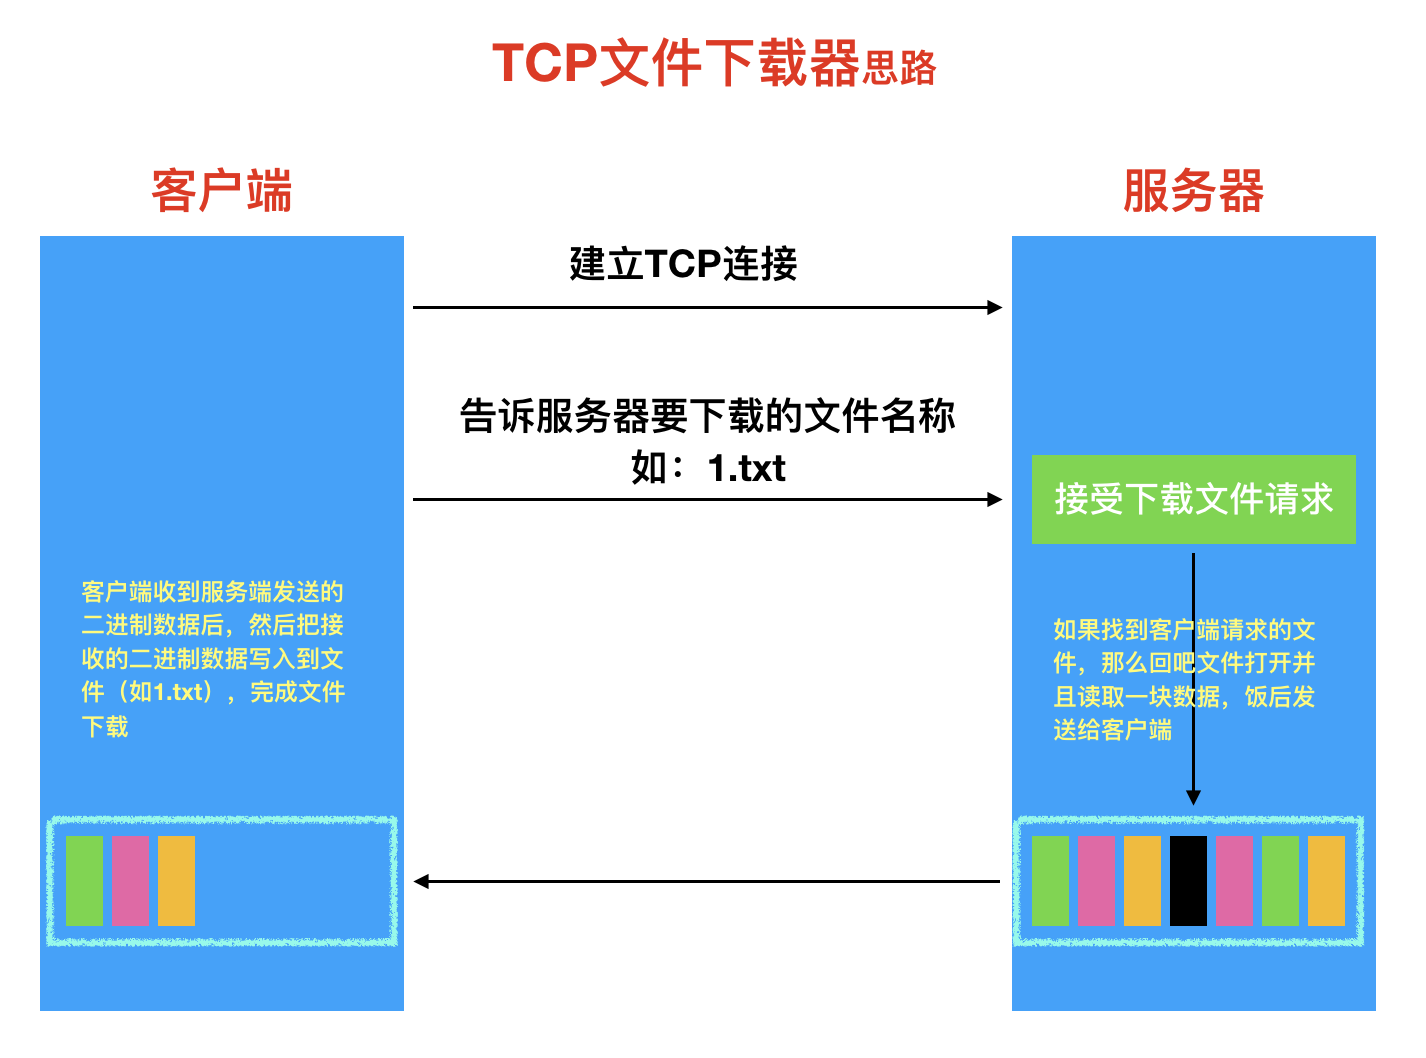 TCP文件下载器思路
客户端
服务器
建立TCP连接
告诉服务器要下载的文件名称
如：1.txt
接受下载文件请求
客户端收到服务端发送的
二进制数据后，然后把接
收的二进制数据写入到文
件（如1.txt），完成文件
下载
如果找到客户端请求的文
件，那么回吧文件打开并
且读取一块数据，饭后发
送给客户端